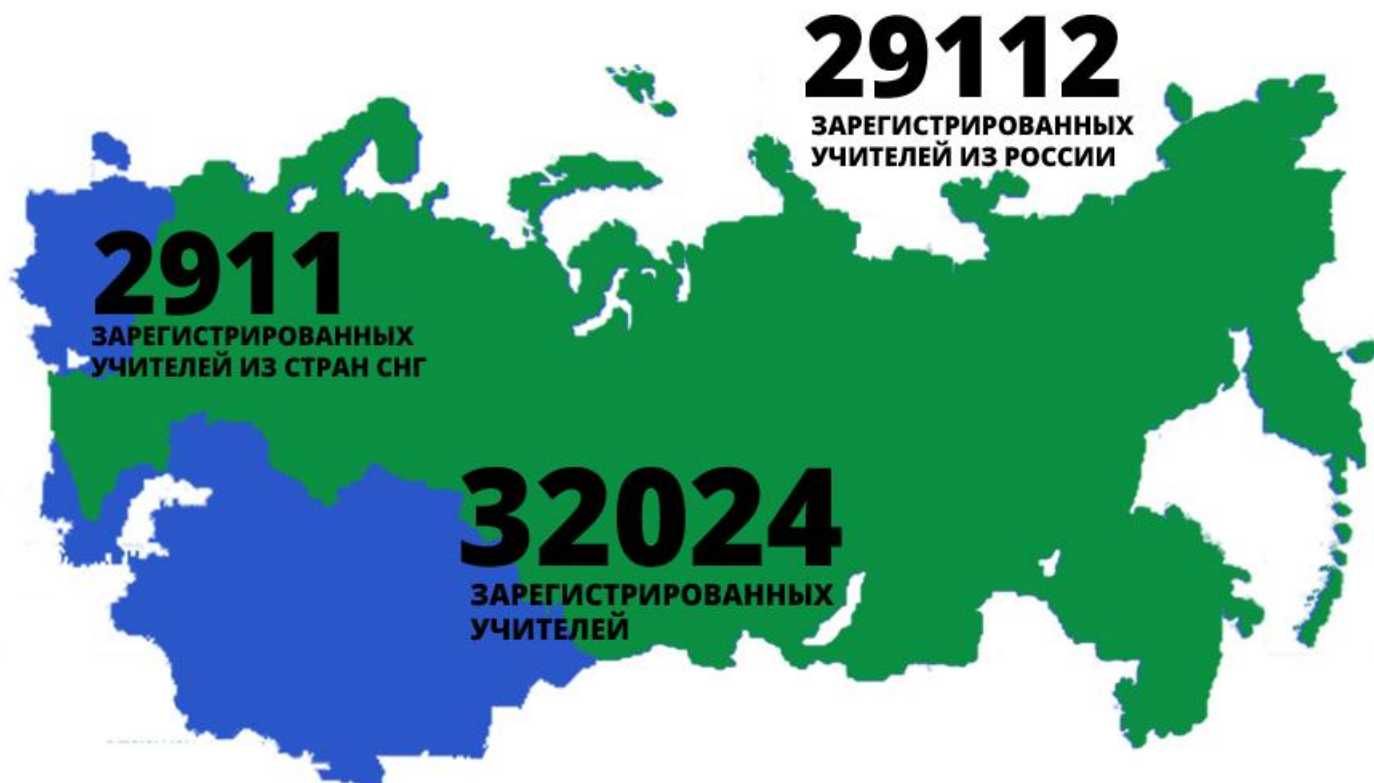 29112
ЗАРЕГИСТРИРОВАННЫХ
УЧИТЕЛЕЙ ИЗ РОССИИ
2911
ЗАРЕГИСТРИРОВАННЫХ
УЧИТЕЛЕЙ ИЗ СТРАН СНГ
32024
ЗАРЕГИСТРИРОВАННЫХ
УЧИТЕЛЕЙ